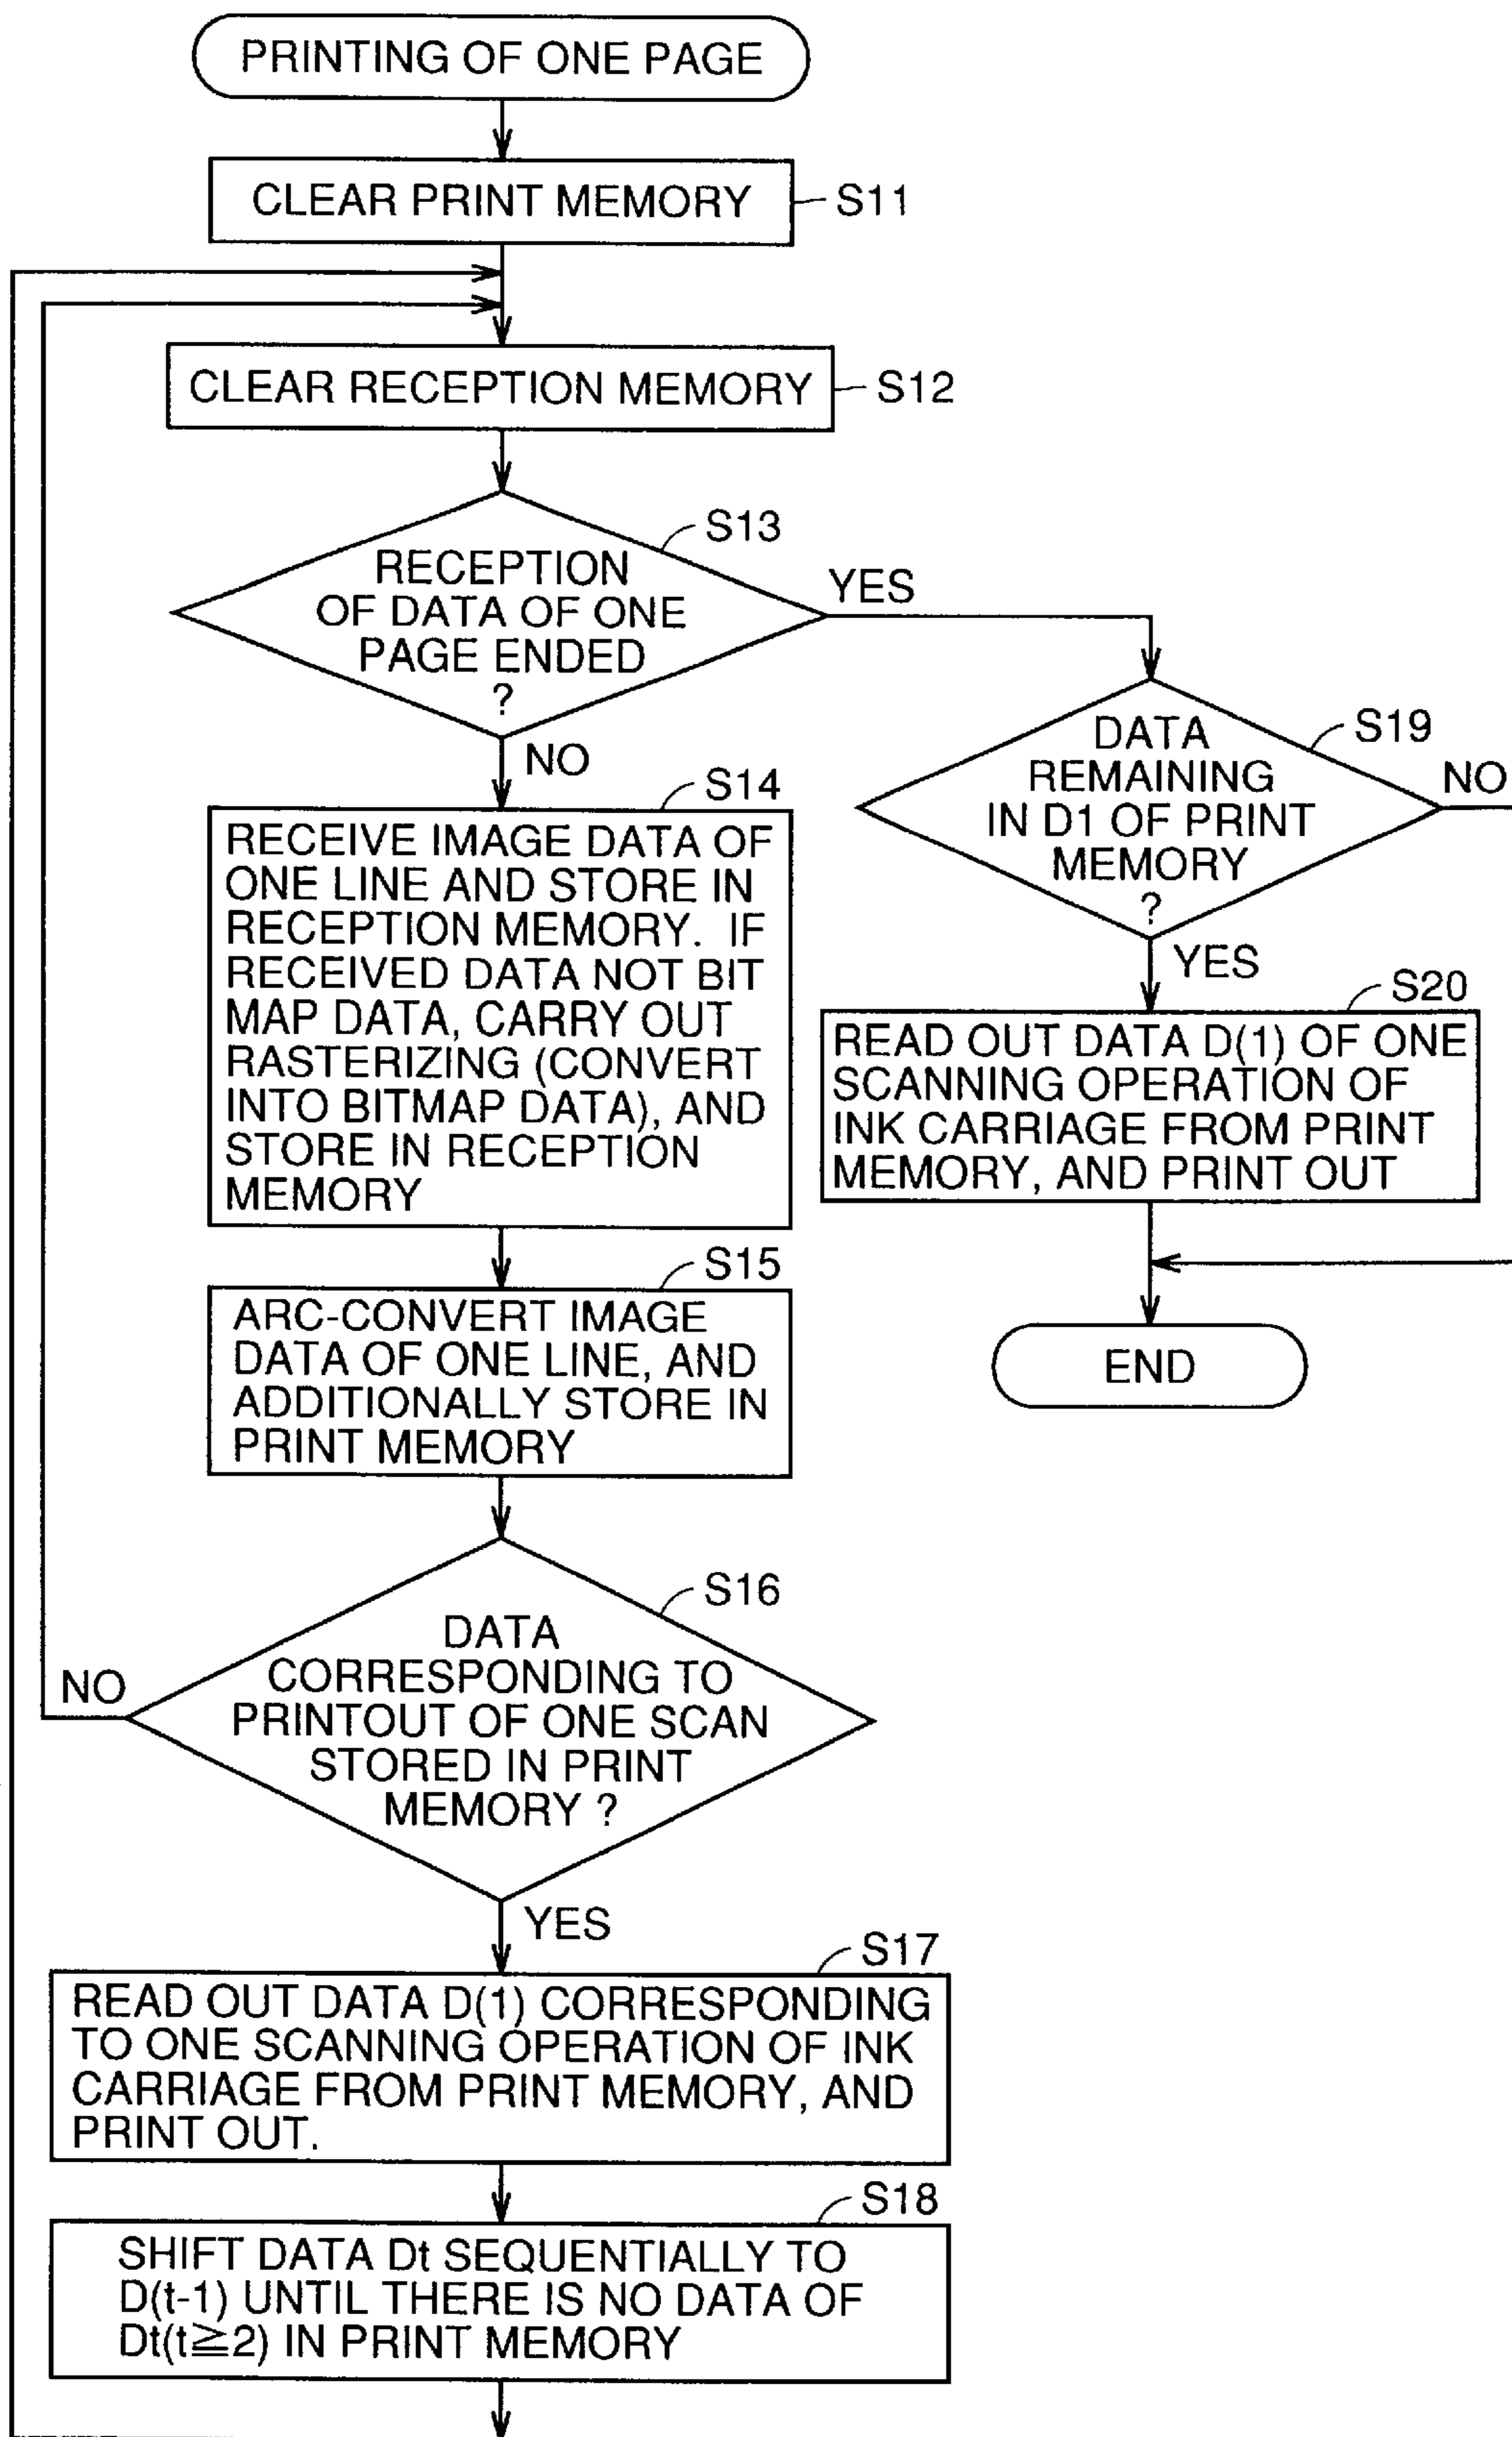 PRINTING OF ONE PAGE
CLEAR PRINT MEMORY
S11
CLEAR RECEPTION MEMORY
S12
S13
RECEPTION
OF DATA OF ONE
PAGE ENDED
?
YES
NO
S14
RECEIVE IMAGE DATA OF
ONE LINE AND STORE IN
RECEPTION MEMORY. IF
RECEIVED DATA NOT BIT
MAP DATA, CARRY OUT
RASTERIZING (CONVERT
INTO BITMAP DATA), AND
STORE IN RECEPTION
MEMORY
S15
ARC-CONVERT IMAGE
DATA OF ONE LINE, AND
ADDITIONALLY STORE IN
PRINT MEMORY
S16
DATA
CORRESPONDING TO
PRINTOUT OF ONE SCAN
STORED IN PRINT
MEMORY ?
NO
YES
S17
READ OUT DATA D(1) CORRESPONDING
TO ONE SCANNING OPERATION OF INK
CARRIAGE FROM PRINT MEMORY, AND
PRINT OUT.
S18
SHIFT DATA Dt SEQUENTIALLY TO
D(t-1) UNTIL THERE IS NO DATA OF
Dt(t≧2) IN PRINT MEMORY
S19
DATA
REMAINING
IN D1 OF PRINT
MEMORY
?
NO
YES
S20
READ OUT DATA D(1) OF ONE
SCANNING OPERATION OF
INK CARRIAGE FROM PRINT
MEMORY, AND PRINT OUT
END